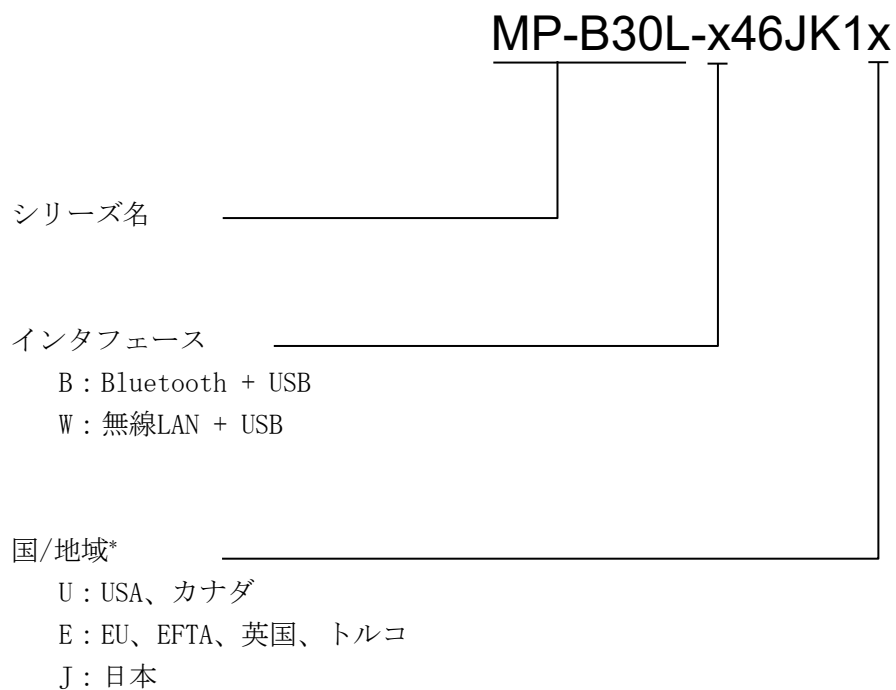 MP-B30L-x46JK1x
シリーズ名
インタフェース
B：Bluetooth + USB
W：無線LAN + USB
国/地域*
U：USA、カナダ
E：EU、EFTA、英国、トルコ
J：日本